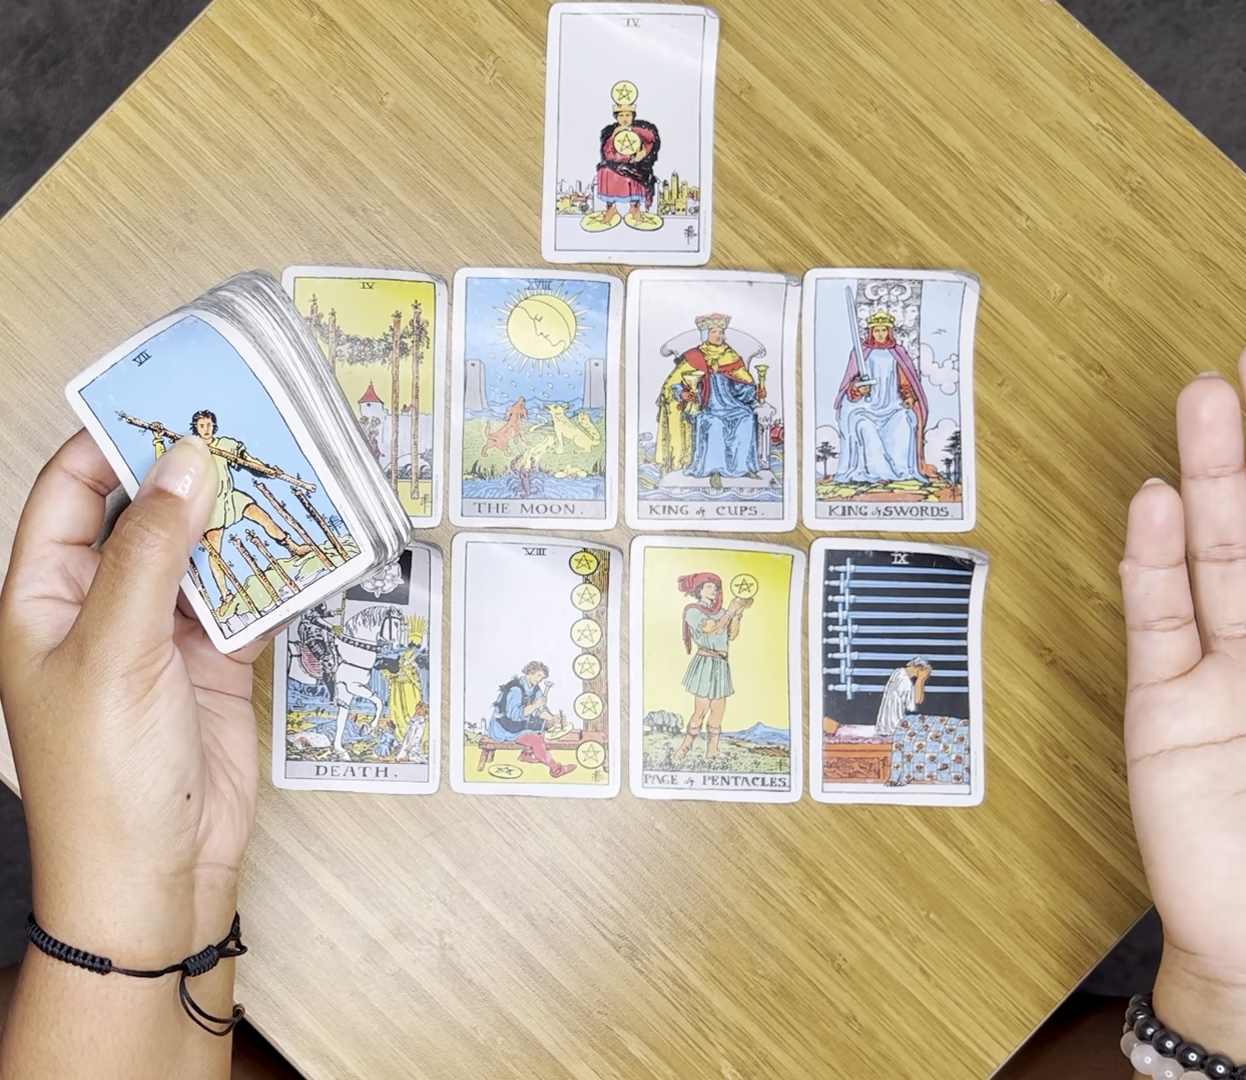 IV
IV
XVIII
THE MOON.
KING of CUPS.
KING of SWORDS.
VII
DEATH.
VIII
PAGE of PENTACLES.
IX